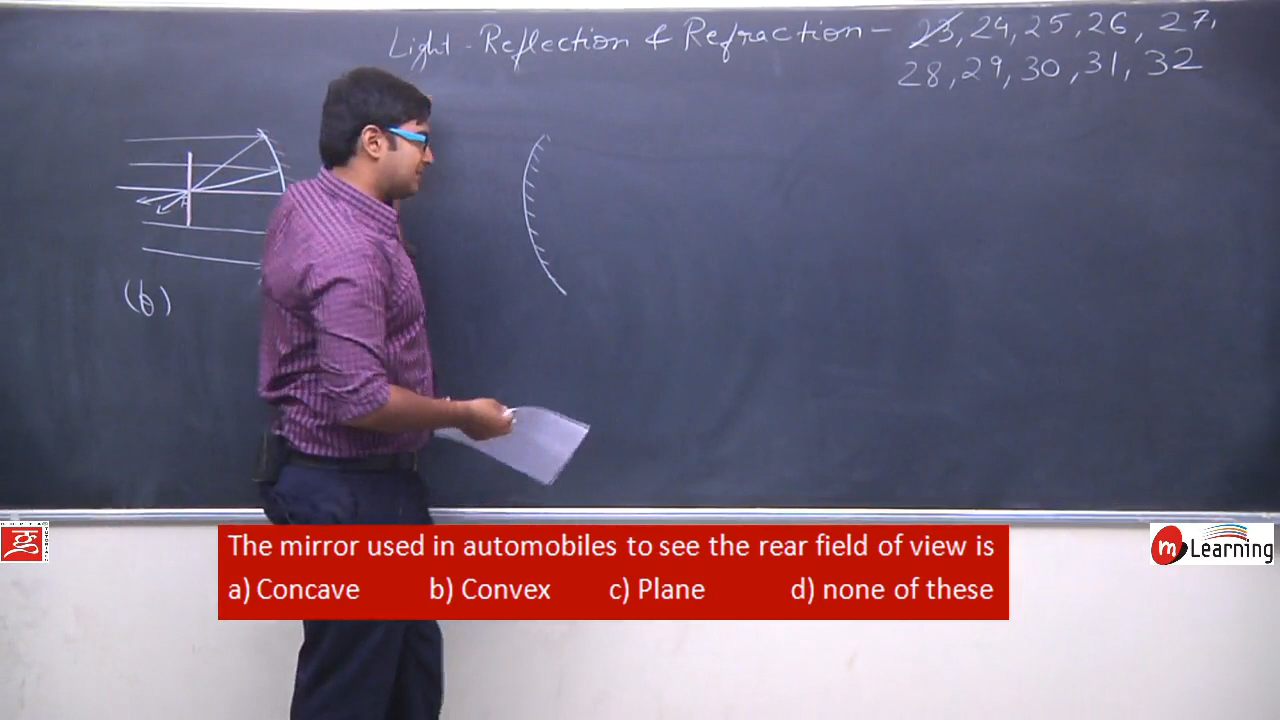 Light - Reflection & Refraction - 23, 24, 25, 26, 27,
28, 29, 30, 31, 32
(b)
The mirror used in automobiles to see the rear field of view is
a) Concave b) Convex c) Plane d) none of these
m Learning